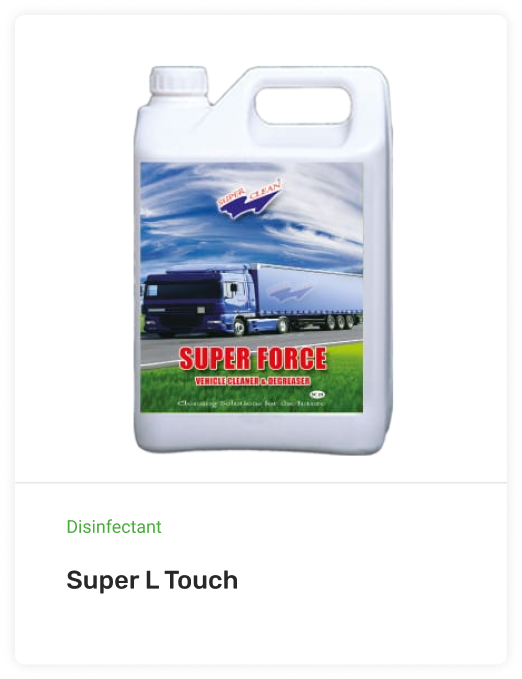 SUPER CLEAN
SUPER FORCE
VEHICLE CLEANER & DEGREASER
Cleaning Solutions for the future
Disinfectant
Super L Touch